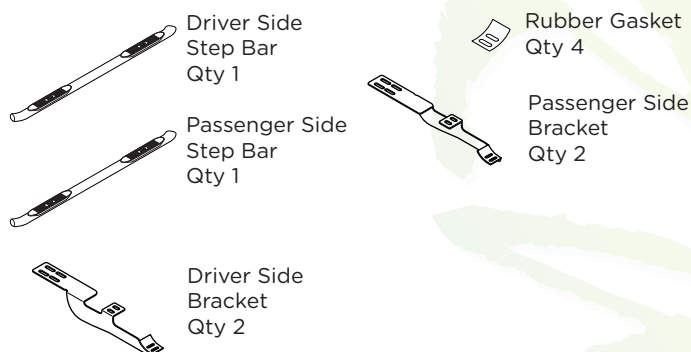 Driver Side
Step Bar
Qty 1
Passenger Side
Step Bar
Qty 1
Driver Side
Bracket
Qty 2
Rubber Gasket
Qty 4
Passenger Side
Bracket
Qty 2